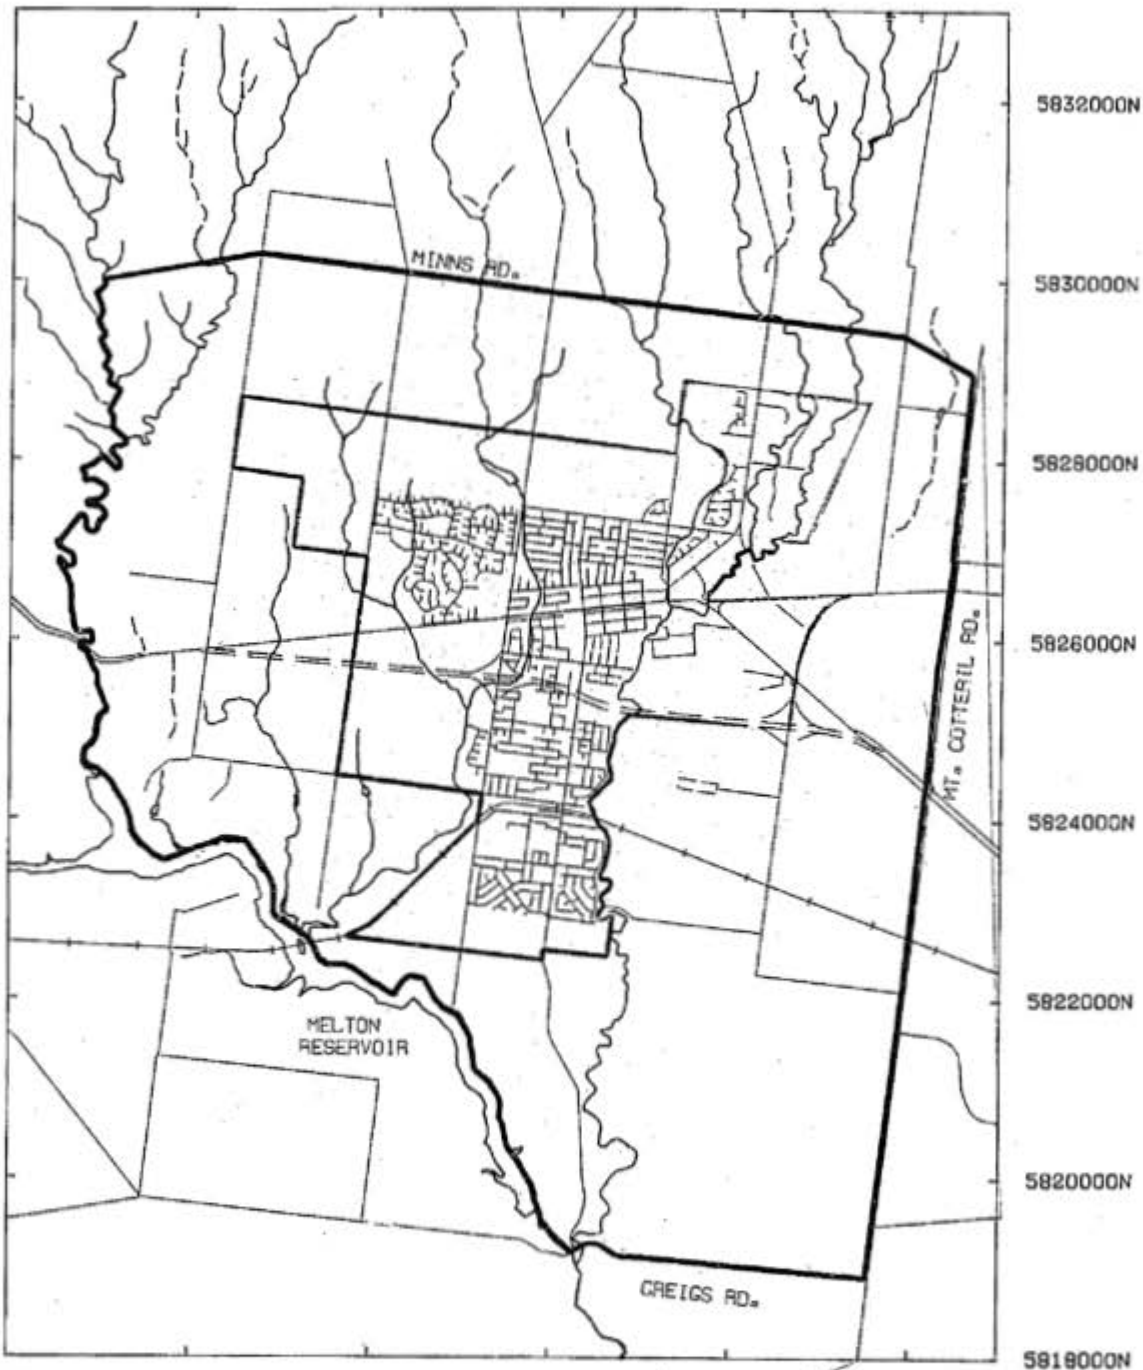 5832000N
MINNS RD.
5830000N
5828000N
5826000N
MT. COTTERIL RD.
5824000N
5822000N
MELTON
RESERVOIR
5820000N
GREIGS RD.
5818000N